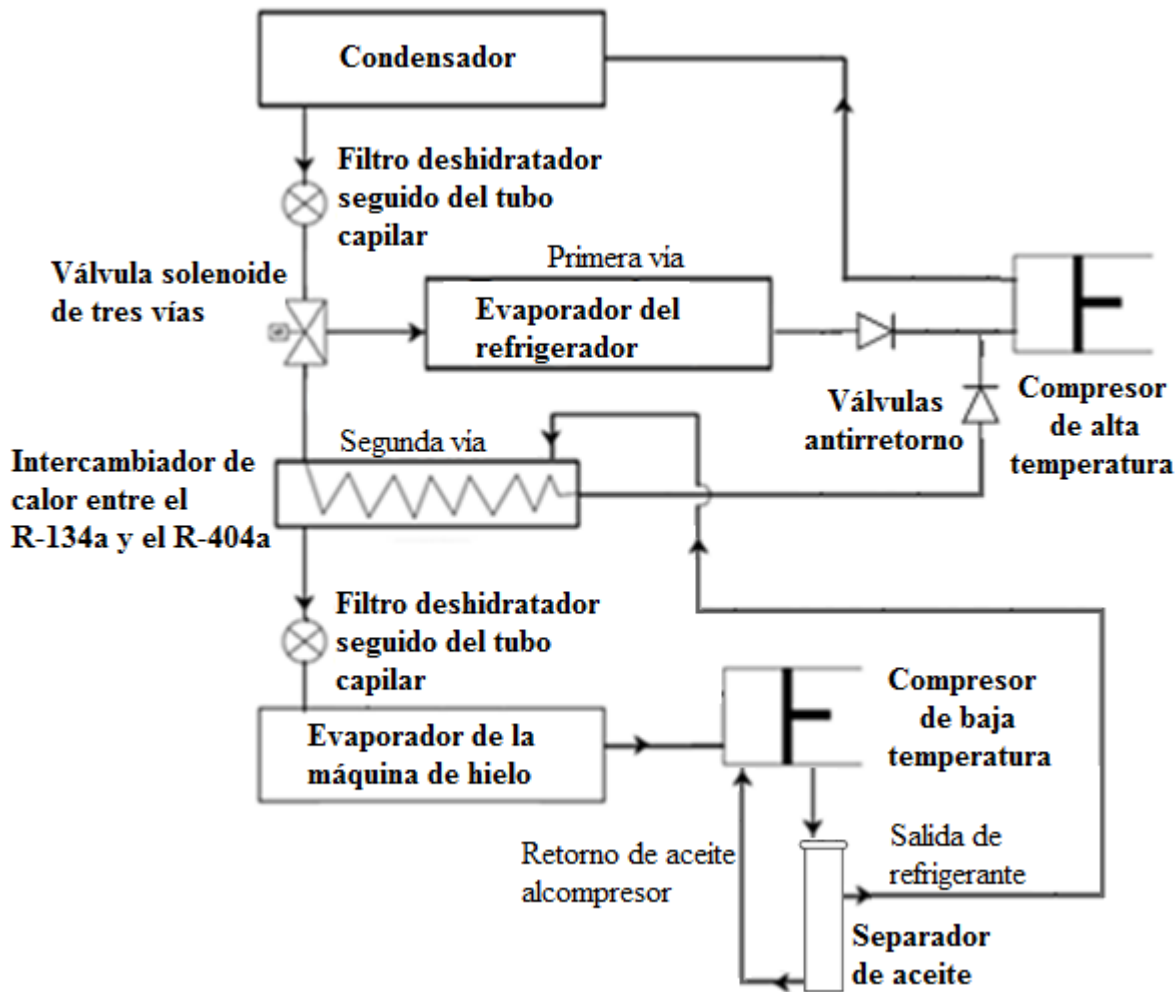 Condensador
Filtro deshidratador
seguido del tubo
capilar
Válvula solenoide
de tres vías
Primera vía
Evaporador del
refrigerador
Válvulas
antirretorno
Compresor
de alta
temperatura
Segunda vía
Intercambiador de
calor entre el
R-134a y el R-404a
Filtro deshidratador
seguido del tubo
capilar
Evaporador de la
máquina de hielo
Compresor
de baja
temperatura
Retorno de aceite
alcompresor
Salida de
refrigerante
Separador
de aceite